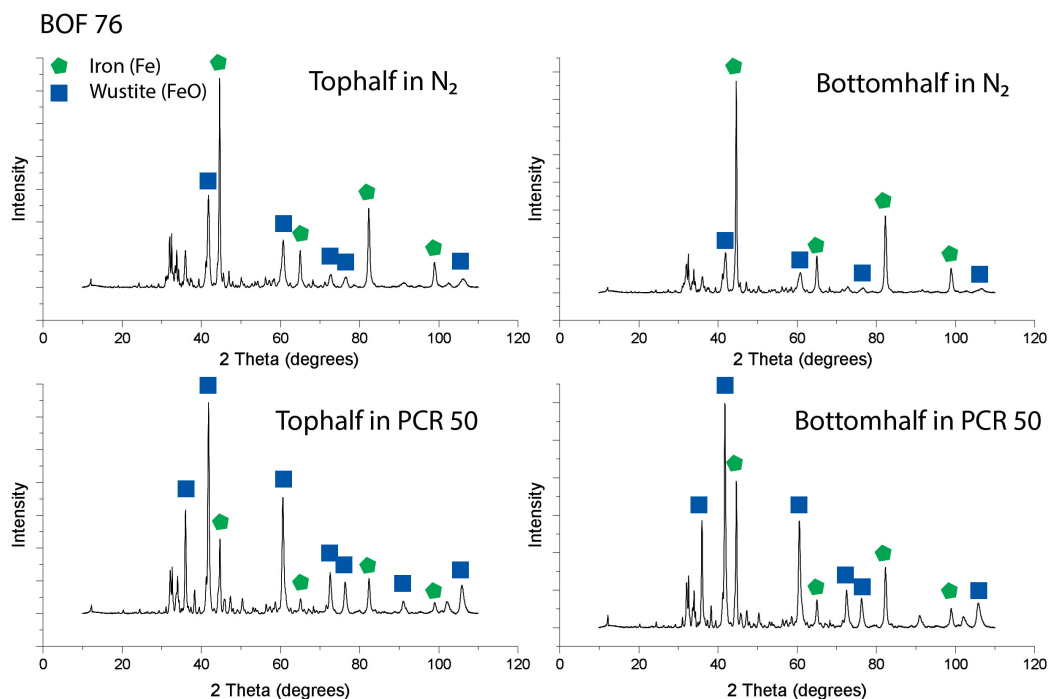 BOF 76
Iron (Fe)
Wustite (FeO)
Tophalf in N₂
Intensity
0 20 40 60 80 100 120
2 Theta (degrees)
Bottomhalf in N₂
Intensity
0 20 40 60 80 100 120
2 Theta (degrees)
Tophalf in PCR 50
Intensity
0 20 40 60 80 100 120
2 Theta (degrees)
Bottomhalf in PCR 50
Intensity
0 20 40 60 80 100 120
2 Theta (degrees)